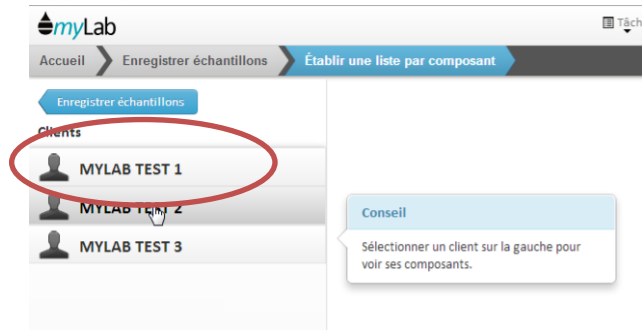 myLab
Tâch
Accueil Enregistrer échantillons Établir une liste par composant
Enregistrer échantillons
Clients
MYLAB TEST 1
MYLAB TEST 2
MYLAB TEST 3
Conseil
Sélectionner un client sur la gauche pour
voir ses composants.